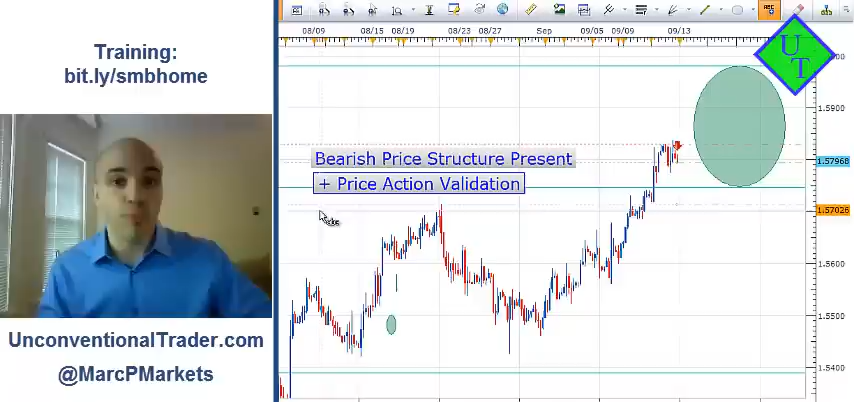 Training:
bit.ly/smbhome
UnconventionalTrader.com
@MarcPMarkets
08/09 08/15 08/19 08/23 08/27 Sep 09/05 09/09 09/13
UT
1.5900
Bearish Price Structure Present
1.57968
+ Price Action Validation
1.57026
1.5600
1.5400